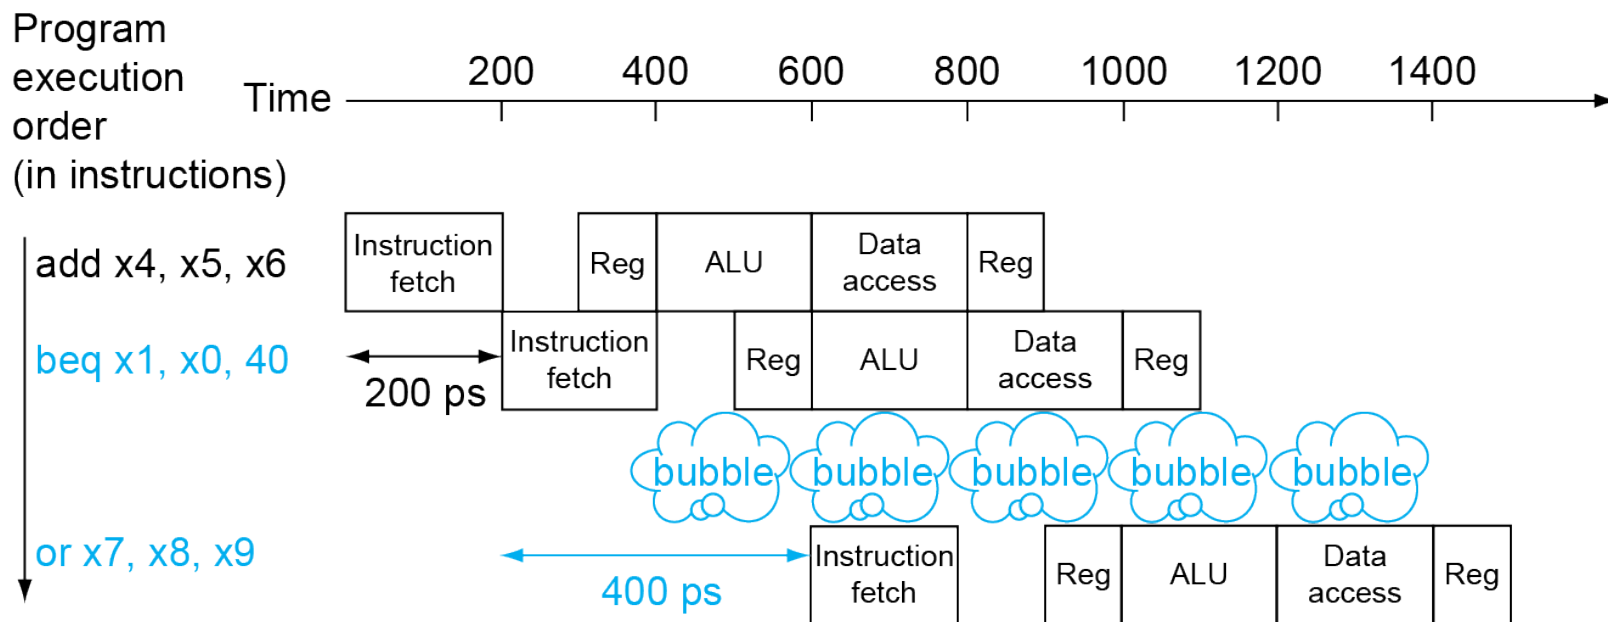 Program
execution
order
(in instructions)
Time
200 400 600 800 1000 1200 1400
add x4, x5, x6
Instruction
fetch
Reg
ALU
Data
access
Reg
beq x1, x0, 40
200 ps
Instruction
fetch
Reg
ALU
Data
access
Reg
bubble bubble bubble bubble bubble
or x7, x8, x9
400 ps
Instruction
fetch
Reg
ALU
Data
access
Reg